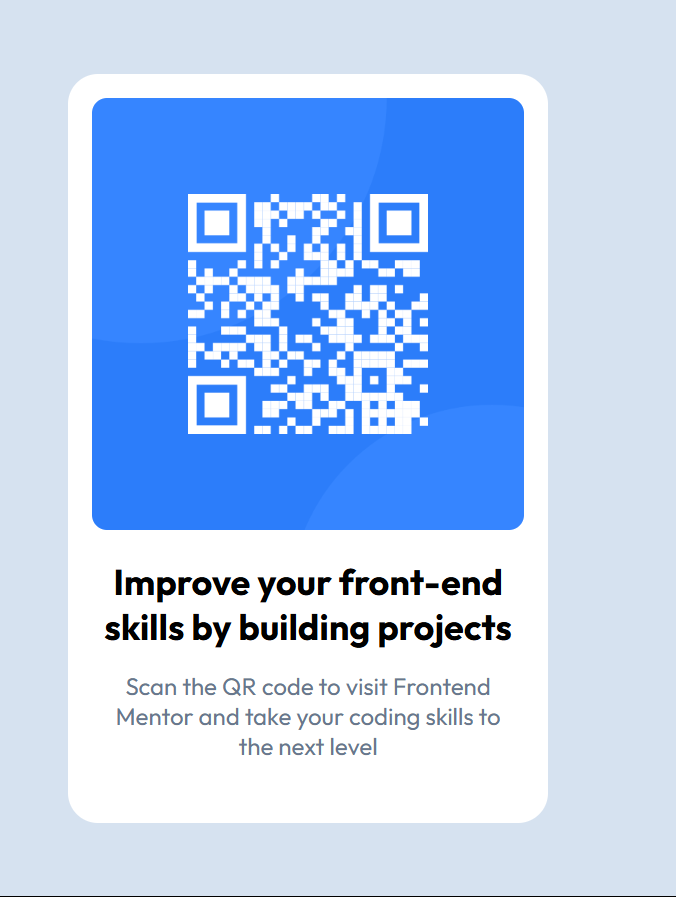 Improve your front-end
skills by building projects
Scan the QR code to visit Frontend
Mentor and take your coding skills to
the next level